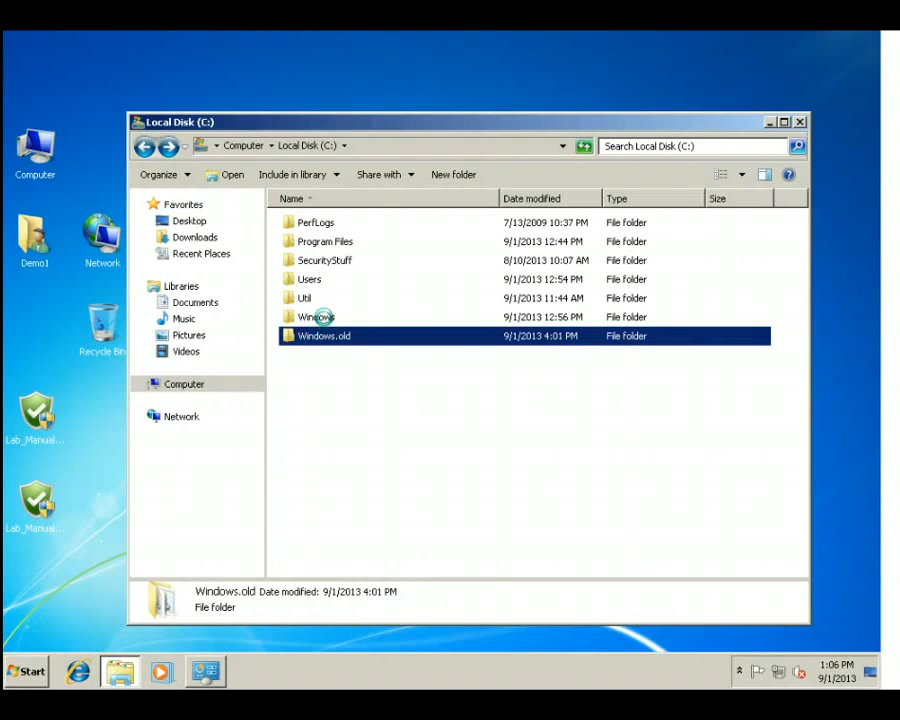 Local Disk (C:)
Computer Local Disk (C:) Search Local Disk (C:)
Organize Open Include in library Share with New folder
Name Date modified Type Size
Favorites
Desktop
Downloads
Recent Places
Libraries
Documents
Music
Pictures
Videos
Computer
Network
PerfLogs 7/13/2009 10:37 PM File folder
Program Files 9/1/2013 12:44 PM File folder
SecurityStuff 8/10/2013 10:07 AM File folder
Users 9/1/2013 12:54 PM File folder
Util 9/1/2013 11:44 AM File folder
Windows 9/1/2013 12:56 PM File folder
Windows.old 9/1/2013 4:01 PM File folder
Windows.old Date modified: 9/1/2013 4:01 PM
File folder
Computer
Demo1
Network
Recycle Bin
Lab_Manual...
Lab_Manual...
Start
1:06 PM
9/1/2013